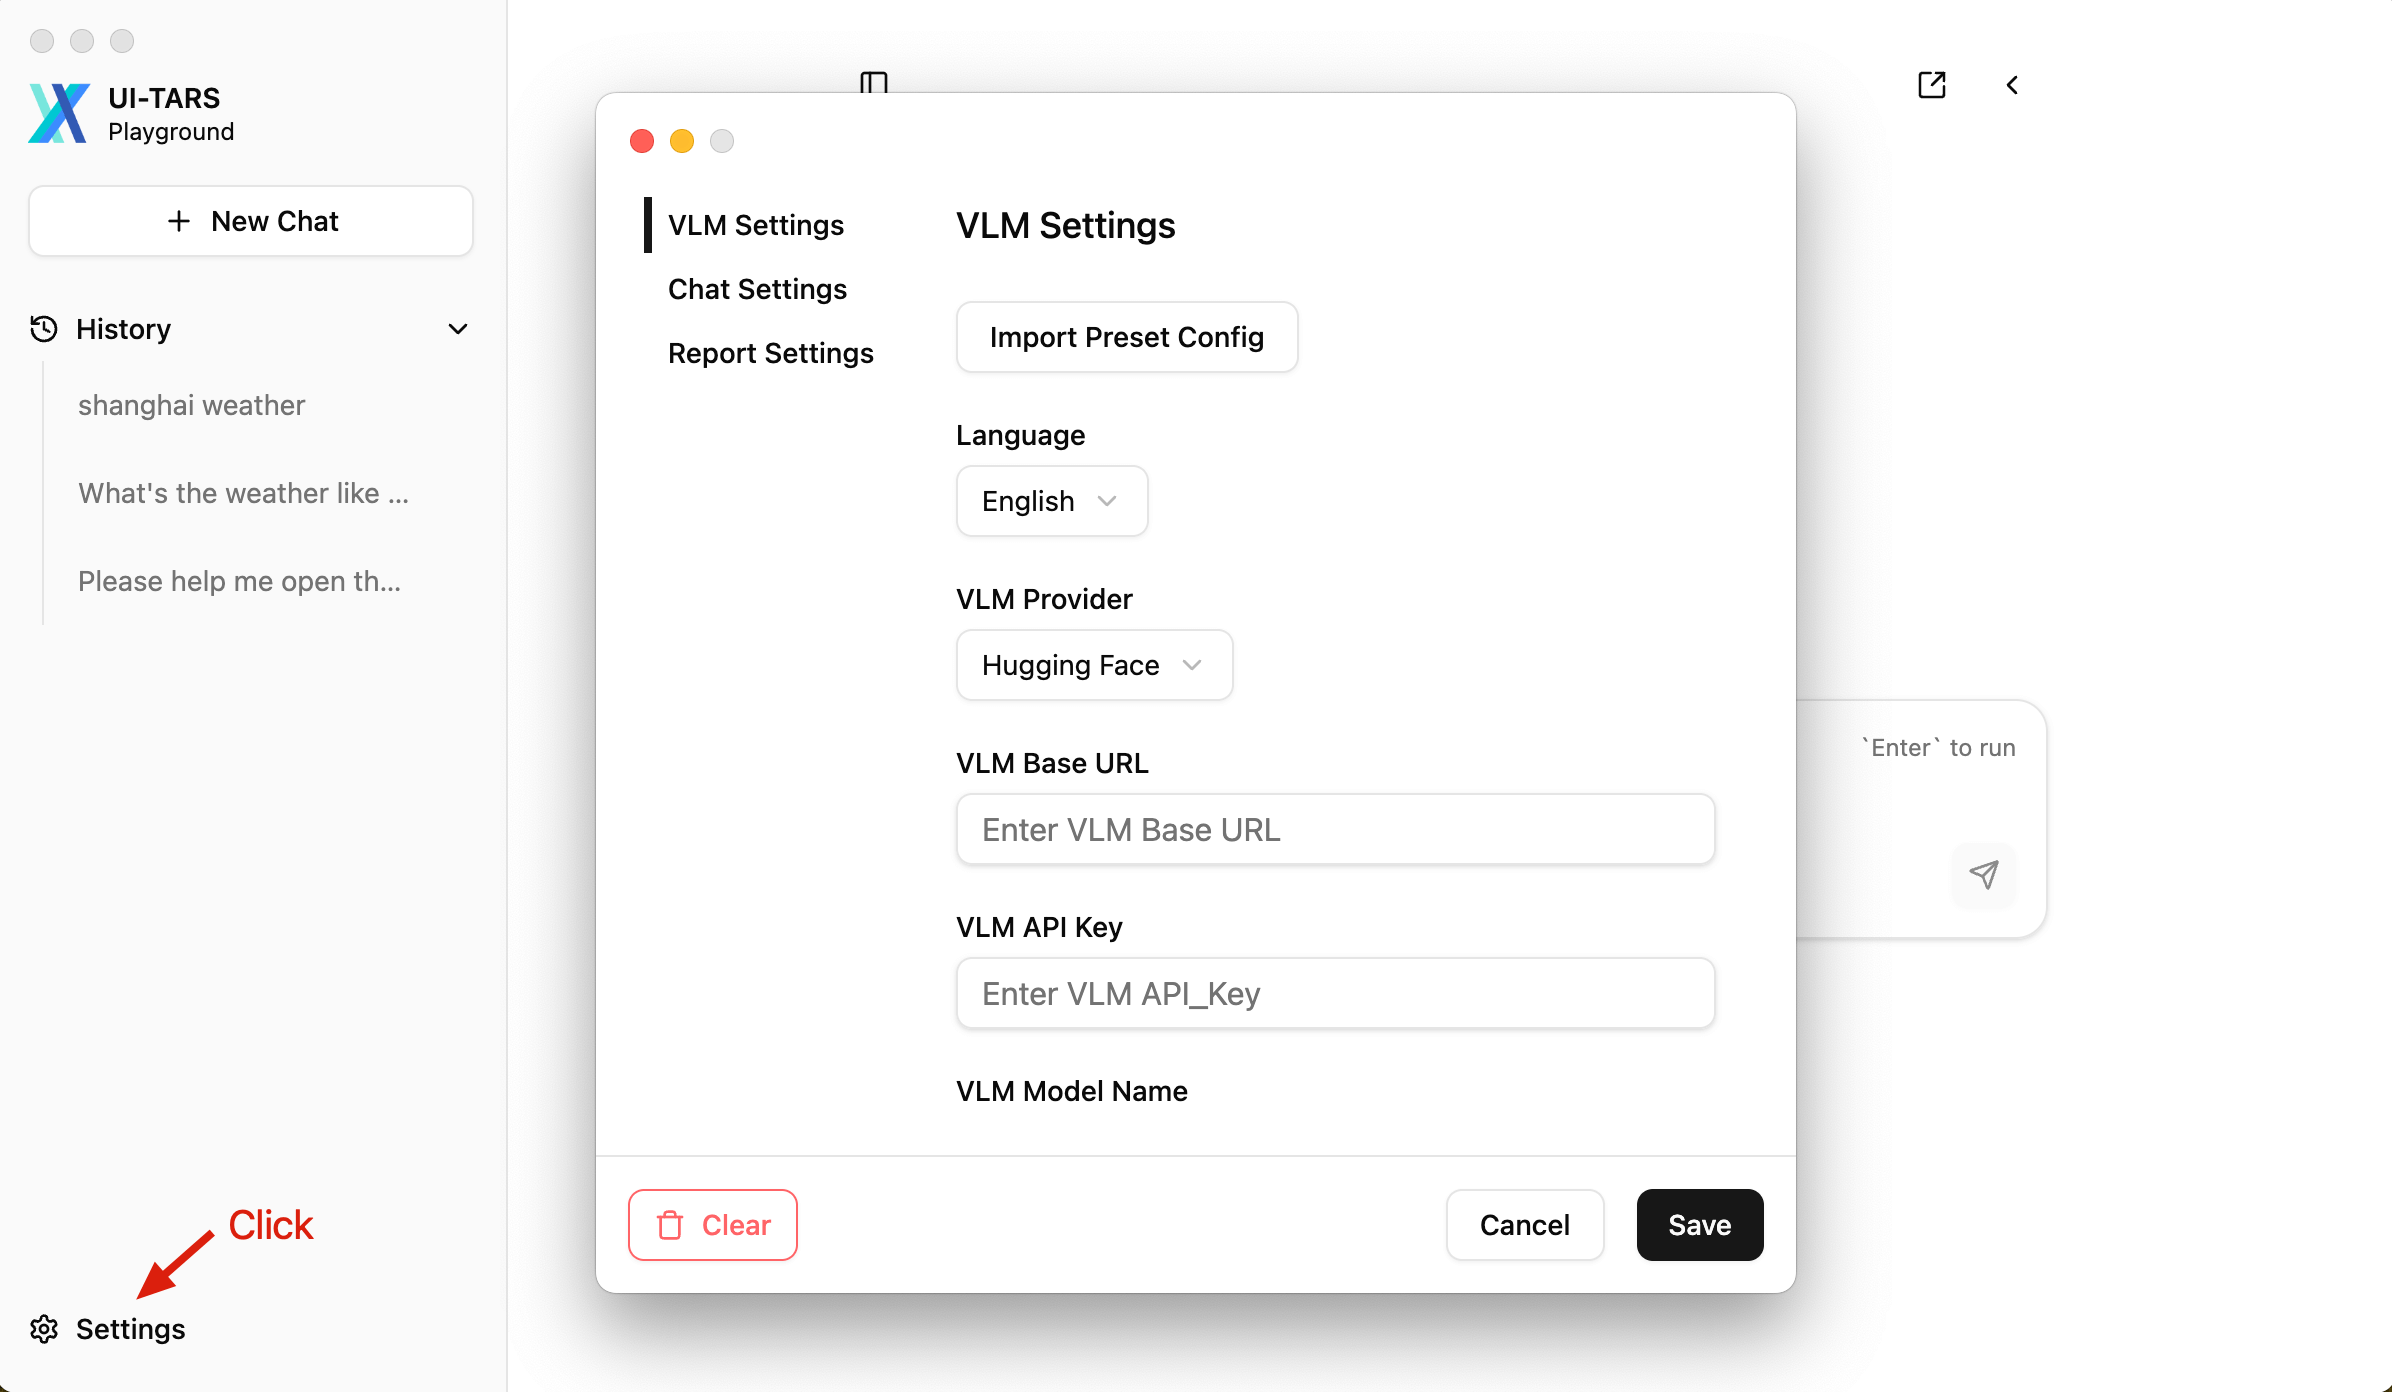 UI-TARS
Playground
New Chat
History
shanghai weather
What's the weather like ...
Please help me open th...
Click
Settings
VLM Settings
Chat Settings
Report Settings
VLM Settings
Import Preset Config
Language
English
VLM Provider
Hugging Face
VLM Base URL
Enter VLM Base URL
VLM API Key
Enter VLM API_Key
VLM Model Name
Clear
Cancel
Save
`Enter` to run